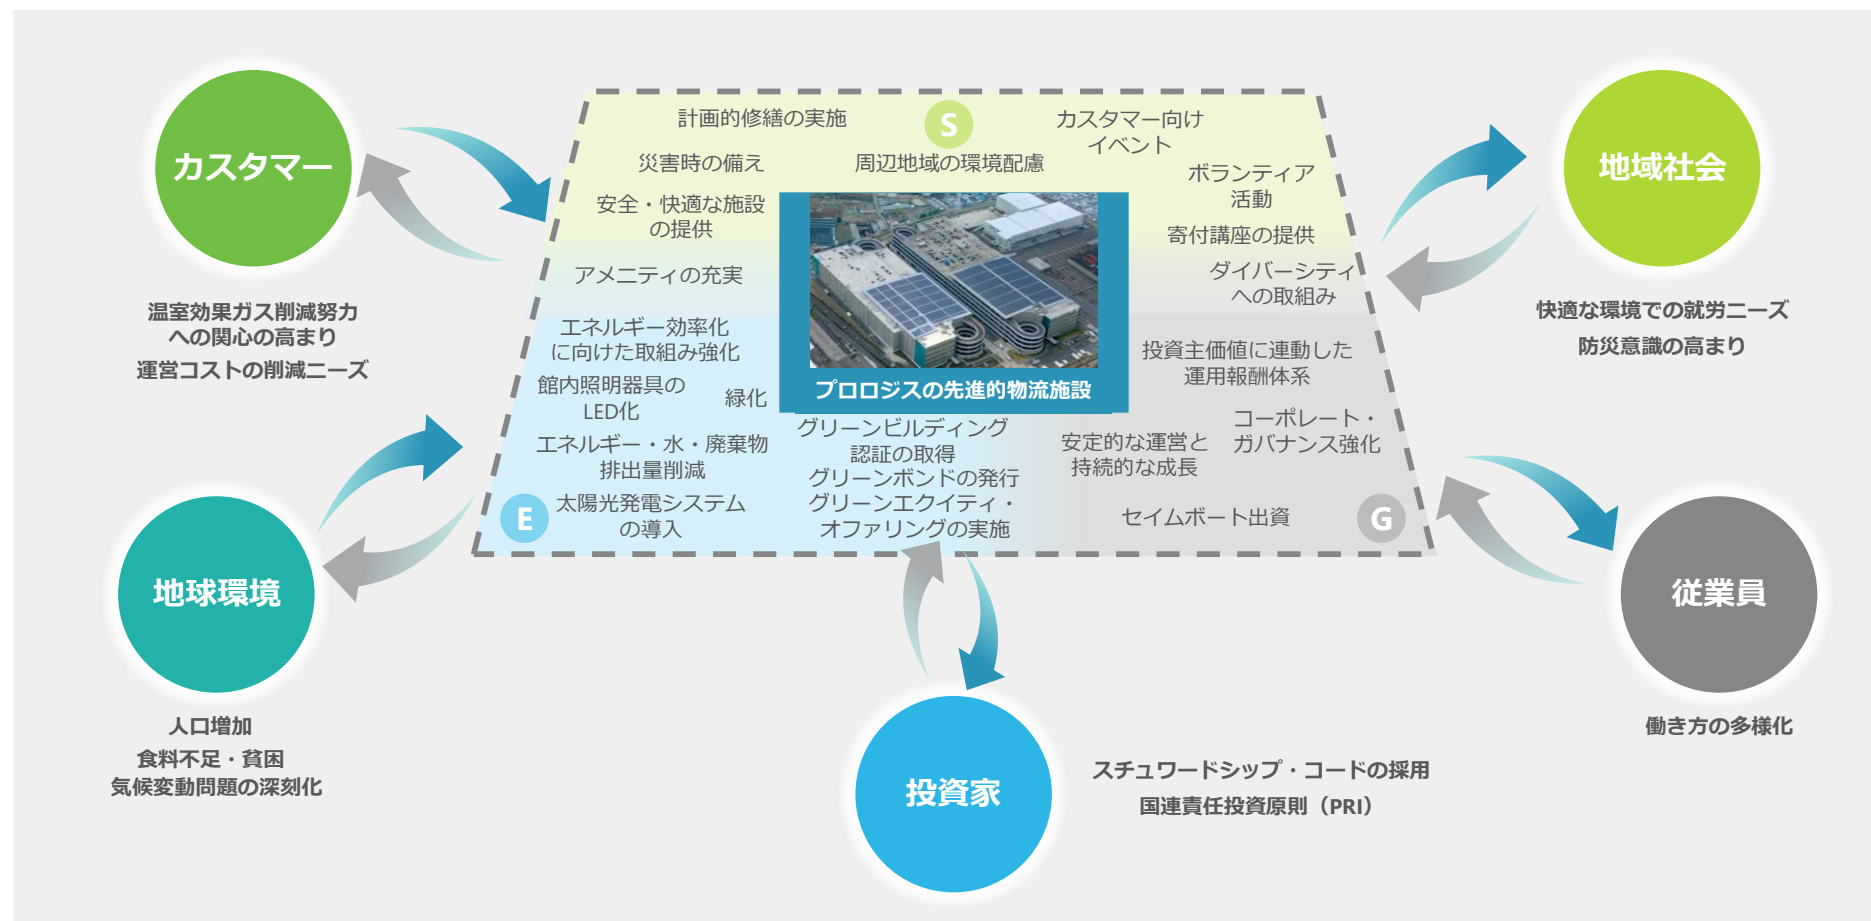 カスタマー
温室効果ガス削減努力
への関心の高まり
運営コストの削減ニーズ
地球環境
人口増加
食料不足・貧困
気候変動問題の深刻化
S
計画的修繕の実施
災害時の備え
安全・快適な施設
の提供
アメニティの充実
周辺地域の環境配慮
カスタマー向け
イベント
ボランティア
活動
寄付講座の提供
ダイバーシティ
への取組み
プロロジスの先進的物流施設
エネルギー効率化
に向けた取組み強化
館内照明器具の
LED化
緑化
エネルギー・水・廃棄物
排出量削減
E
太陽光発電システム
の導入
グリーンビルディング
認証の取得
グリーンボンドの発行
グリーンエクイティ・
オファリングの実施
投資主価値に連動した
運用報酬体系
コーポレート・
ガバナンス強化
安定的な運営と
持続的な成長
セイムボート出資
G
地域社会
快適な環境での就労ニーズ
防災意識の高まり
従業員
働き方の多様化
投資家
スチュワードシップ・コードの採用
国連責任投資原則（PRI）